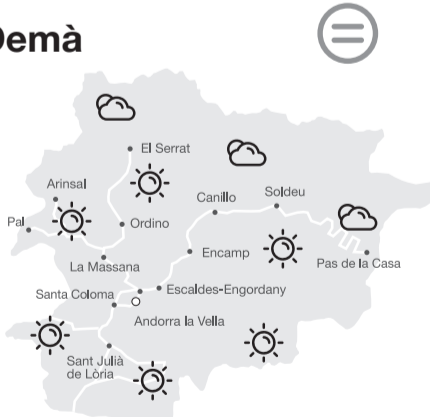 Demà
El Serrat
Arinsal
Canillo
Soldeu
Pal
Ordino
Encamp
Pas de la Casa
La Massana
Santa Coloma
Escaldes-Engordany
Andorra la Vella
Sant Julià
de Lòria